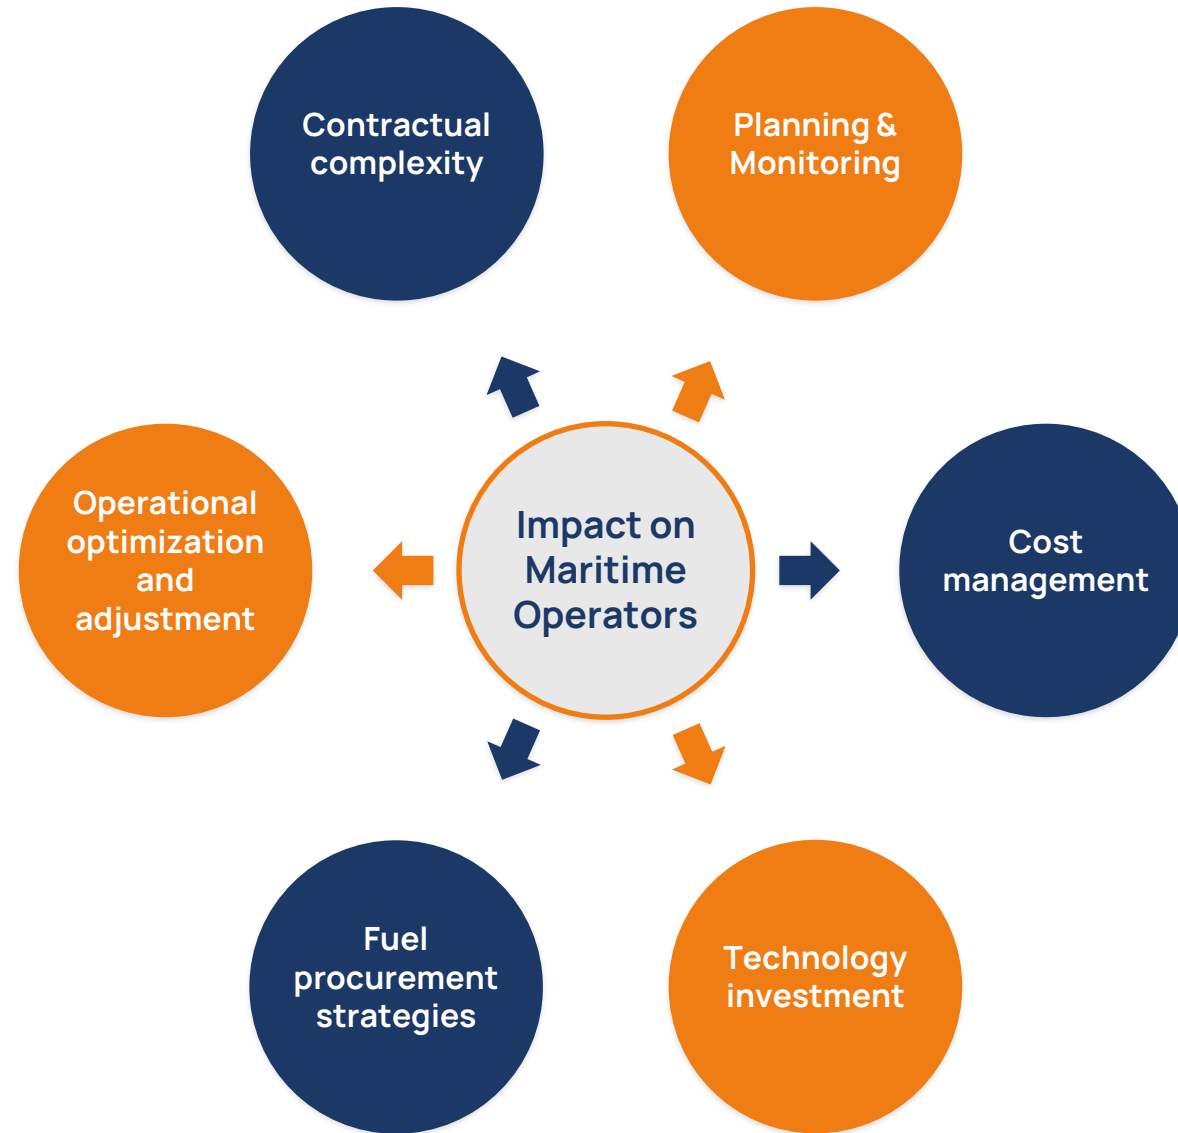 Contractual
complexity
Planning &
Monitoring
Operational
optimization
and
adjustment
Impact on
Maritime
Operators
Cost
management
Fuel
procurement
strategies
Technology
investment